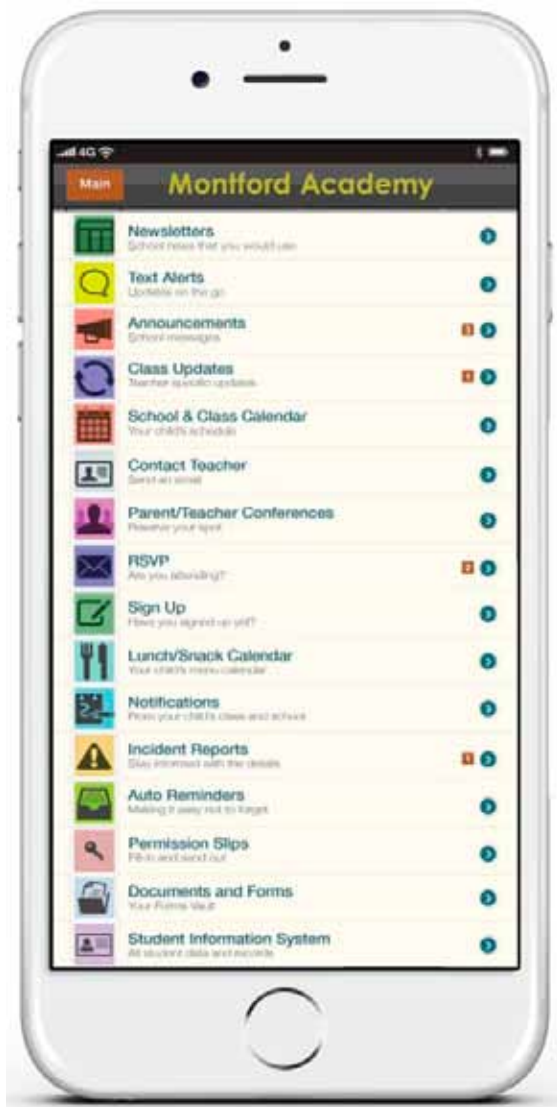 4G
Main
Montford Academy
Newsletters
School news that you would use
Text Alerts
Updates on the go
Announcements
School messages
3
Class Updates
Teacher specific updates
School & Class Calendar
Your child's schedule
Contact Teacher
Send an email
Parent/Teacher Conferences
Reserve your spot
RSVP
Are you attending?
2
Sign Up
Have you signed up yet?
Lunch/Snack Calendar
Your child's menu calendar
Notifications
From your child's class and school
Incident Reports
Stay informed with the details
1
Auto Reminders
Making it easy not to forget
Permission Slips
Fill-in and send out
Documents and Forms
Your Forms Vault
Student Information System
All student data and records